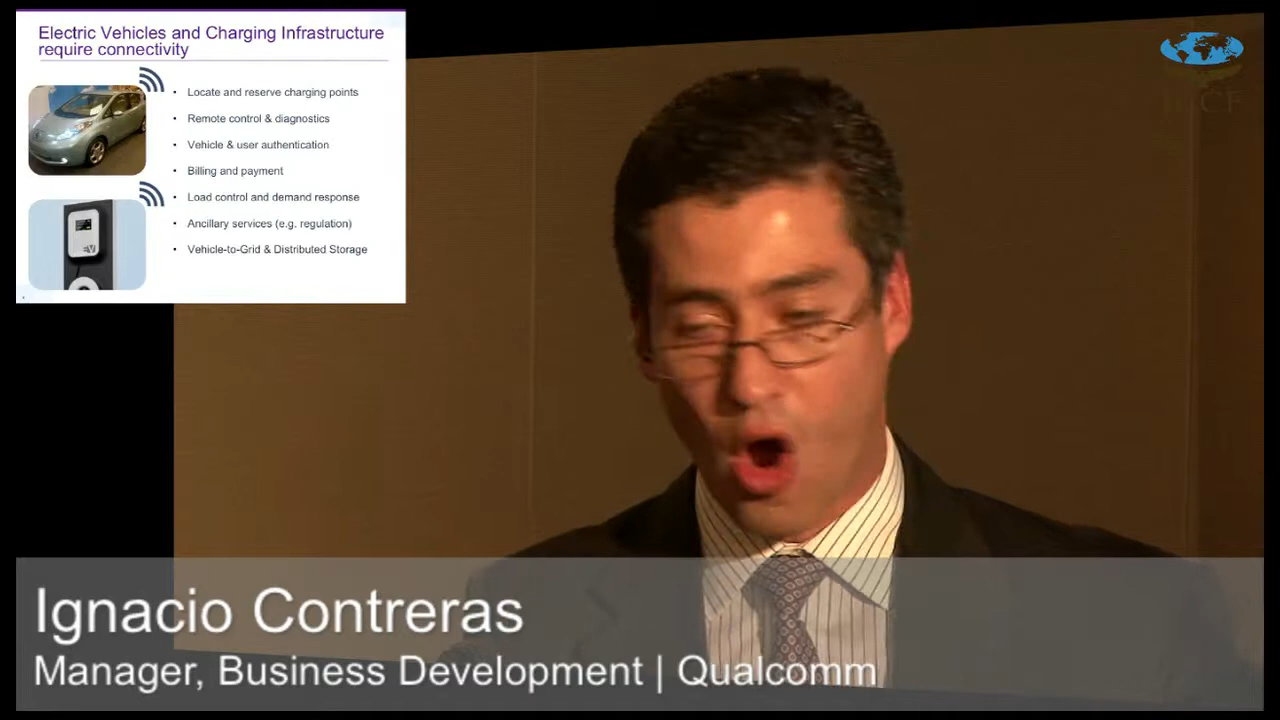 Electric Vehicles and Charging Infrastructure
require connectivity
• Locate and reserve charging points
• Remote control & diagnostics
• Vehicle & user authentication
• Billing and payment
• Load control and demand response
• Ancillary services (e.g. regulation)
• Vehicle-to-Grid & Distributed Storage
Ignacio Contreras
Manager, Business Development | Qualcomm